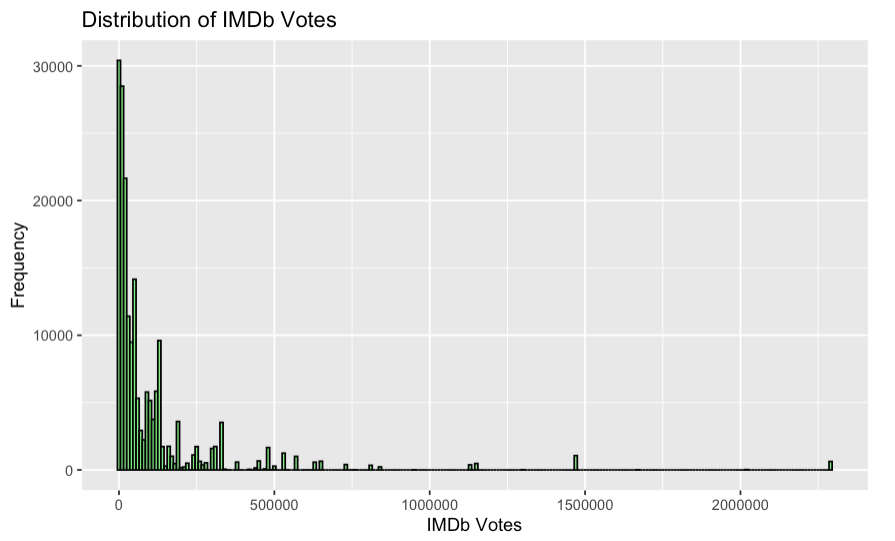 Distribution of IMDb Votes
30000
20000
10000
0
Frequency
0 500000 1000000 1500000 2000000
IMDb Votes